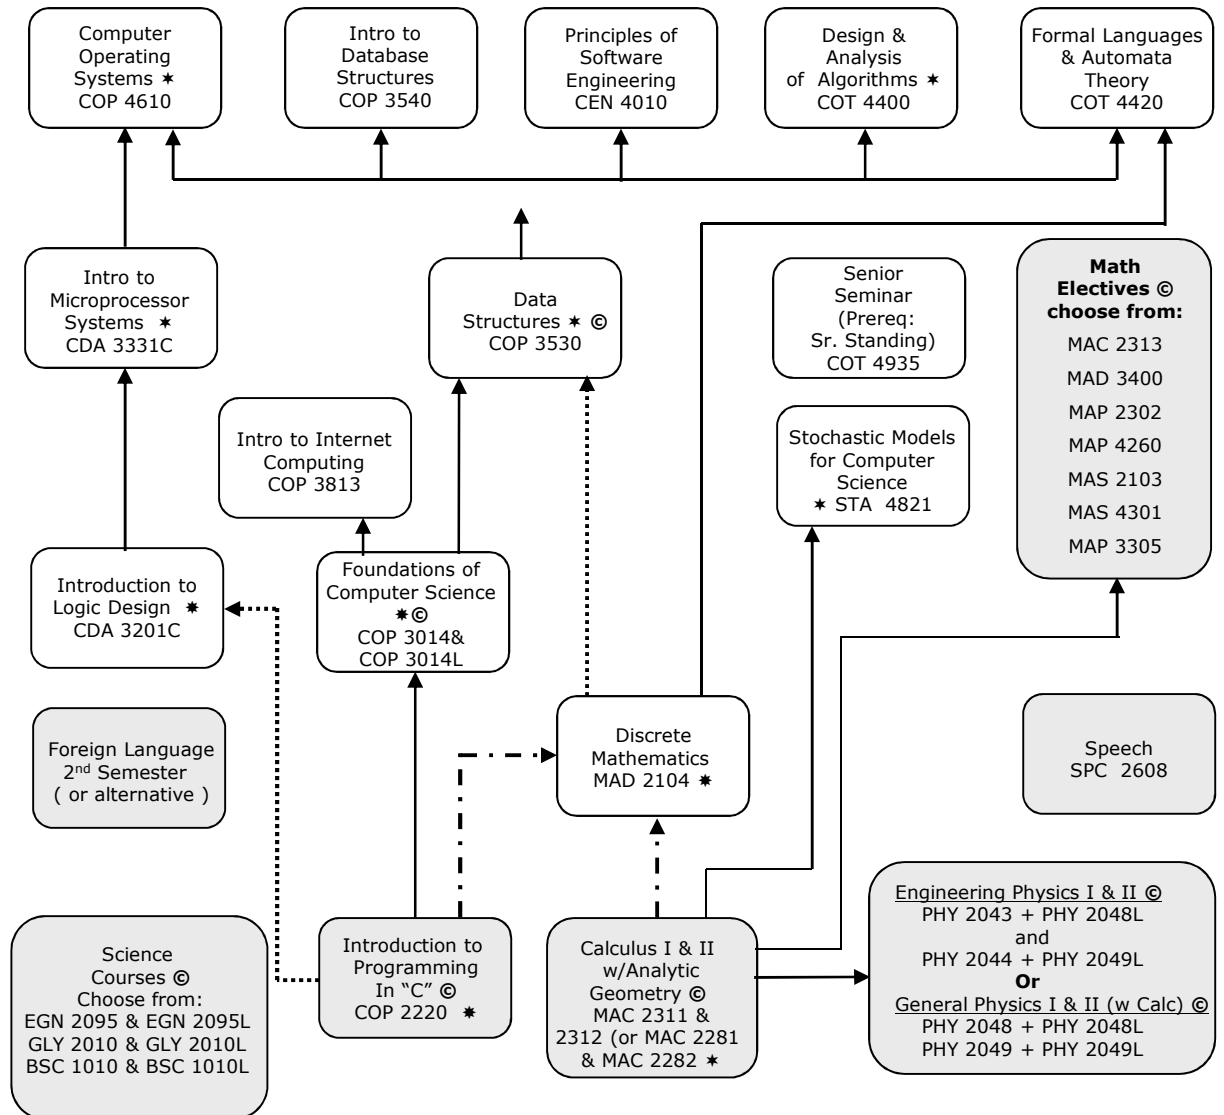 Computer
Operating
Systems ✶
COP 4610
Intro to
Database
Structures
COP 3540
Principles of
Software
Engineering
CEN 4010
Design &
Analysis
of Algorithms ✶
COT 4400
Formal Languages
& Automata
Theory
COT 4420
Intro to
Microprocessor
Systems ✶
CDA 3331C
Data
Structures ✶ ©
COP 3530
Senior
Seminar
(Prereq:
Sr. Standing)
COT 4935
Math
Electives ©
choose from:
MAC 2313
MAD 3400
MAP 2302
MAP 4260
MAS 2103
MAS 4301
MAP 3305
Intro to Internet
Computing
COP 3813
Stochastic Models
for Computer
Science
✶ STA 4821
Introduction to
Logic Design ✷
CDA 3201C
Foundations of
Computer Science
✷©
COP 3014&
COP 3014L
Foreign Language
2nd Semester
( or alternative )
Discrete
Mathematics
MAD 2104 ✷
Speech
SPC 2608
Science
Courses ©
Choose from:
EGN 2095 & EGN 2095L
GLY 2010 & GLY 2010L
BSC 1010 & BSC 1010L
Introduction to
Programming
In “C” ©
COP 2220 ✷
Calculus I & II
w/Analytic
Geometry ©
MAC 2311 &
2312 (or MAC 2281
& MAC 2282 ✶
Engineering Physics I & II ©
PHY 2043 + PHY 2048L
and
PHY 2044 + PHY 2049L
Or
General Physics I & II (w Calc) ©
PHY 2048 + PHY 2048L
PHY 2049 + PHY 2049L